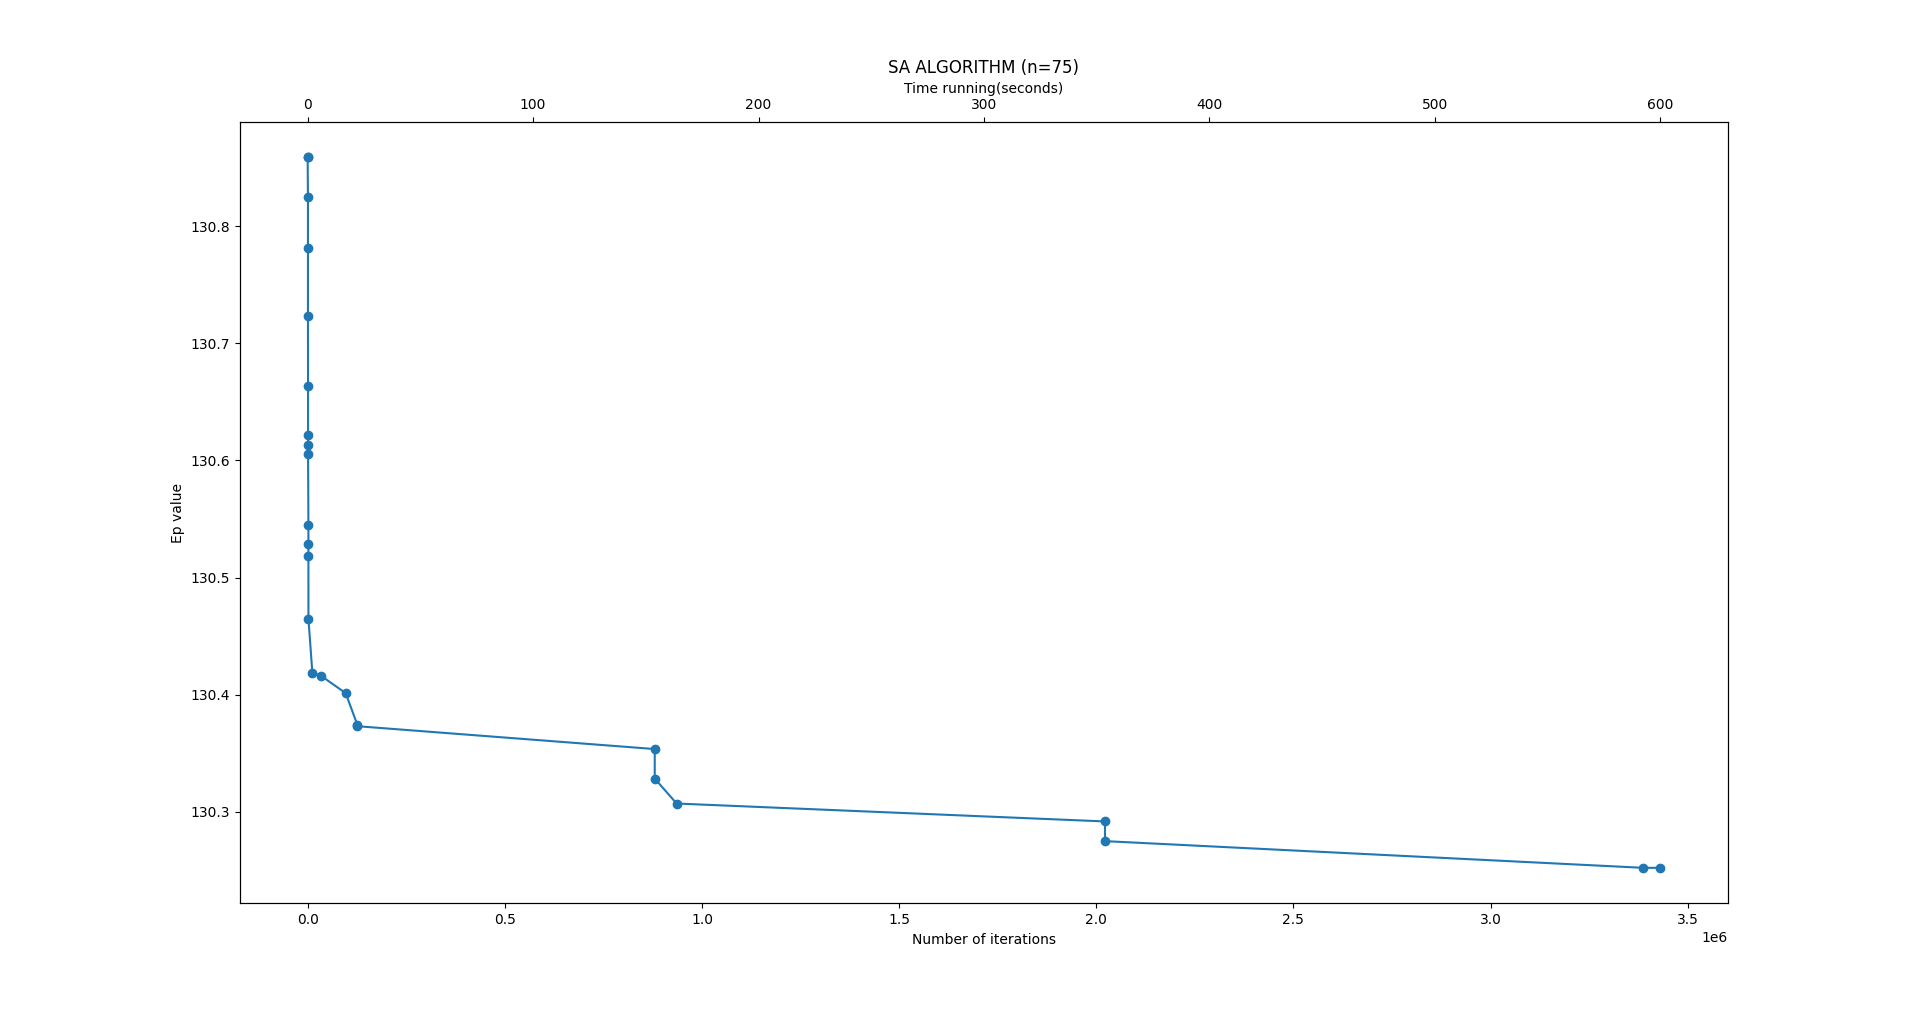 SA ALGORITHM (n=75)
Time running(seconds)
0 100 200 300 400 500 600
130.8
130.7
130.6
130.5
130.4
130.3
Ep value
0.0 0.5 1.0 1.5 2.0 2.5 3.0 3.5
Number of iterations
1e6